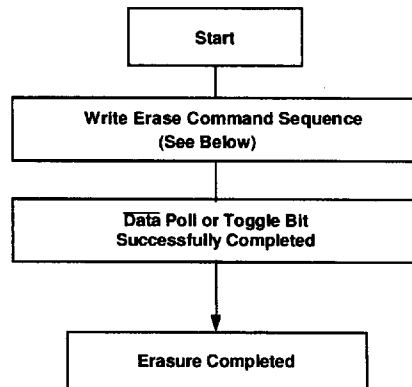 Start
Write Erase Command Sequence
(See Below)
Data Poll or Toggle Bit
Successfully Completed
Erasure Completed